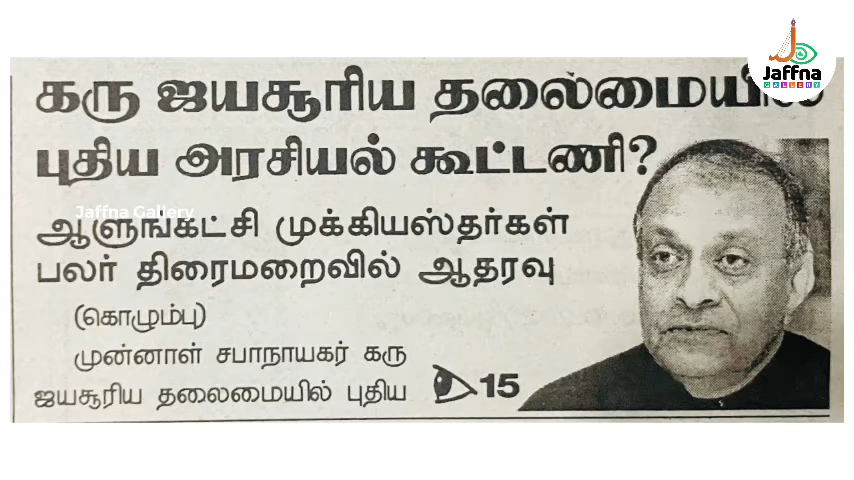 Jaffna
GALLERY
கரு ஜயசூரிய தலைமையில்
புதிய அரசியல் கூட்டணி?
Jaffna Gallery
ஆளுங்கட்சி முக்கியஸ்தர்கள்
பலர் திரைமறைவில் ஆதரவு
(கொழும்பு)
முன்னாள் சபாநாயகர் கரு
ஜயசூரிய தலைமையில் புதிய
15